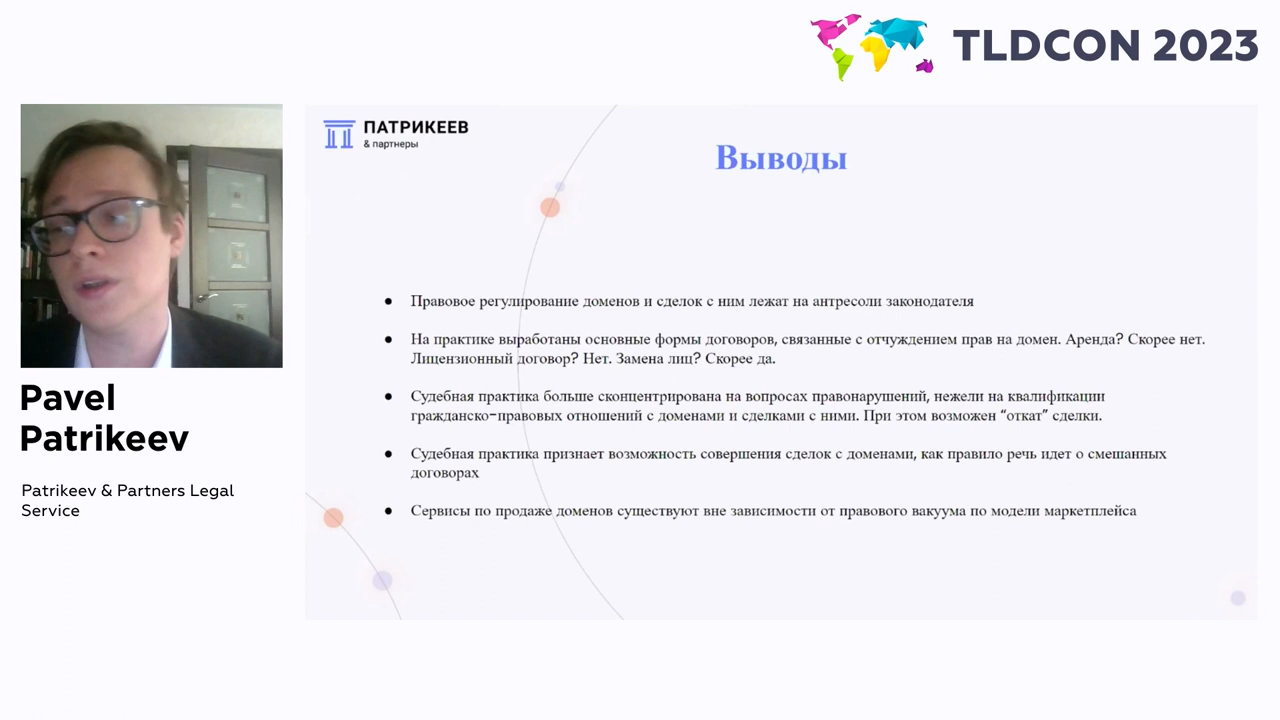 TLDCON 2023
ПАТРИКЕЕВ
& партнеры
Выводы
● Правовое регулирование доменов и сделок с ним лежат на антресоли законодателя
● На практике выработаны основные формы договоров, связанные с отчуждением прав на домен. Аренда? Скорее нет.
Лицензионный договор? Нет. Замена лиц? Скорее да.
● Судебная практика больше сконцентрирована на вопросах правонарушений, нежели на квалификации
гражданско-правовых отношений с доменами и сделками с ними. При этом возможен “откат” сделки.
● Судебная практика признает возможность совершения сделок с доменами, как правило речь идет о смешанных
договорах
● Сервисы по продаже доменов существуют вне зависимости от правового вакуума по модели маркетплейса
Pavel
Patrikeev
Patrikeev & Partners Legal
Service